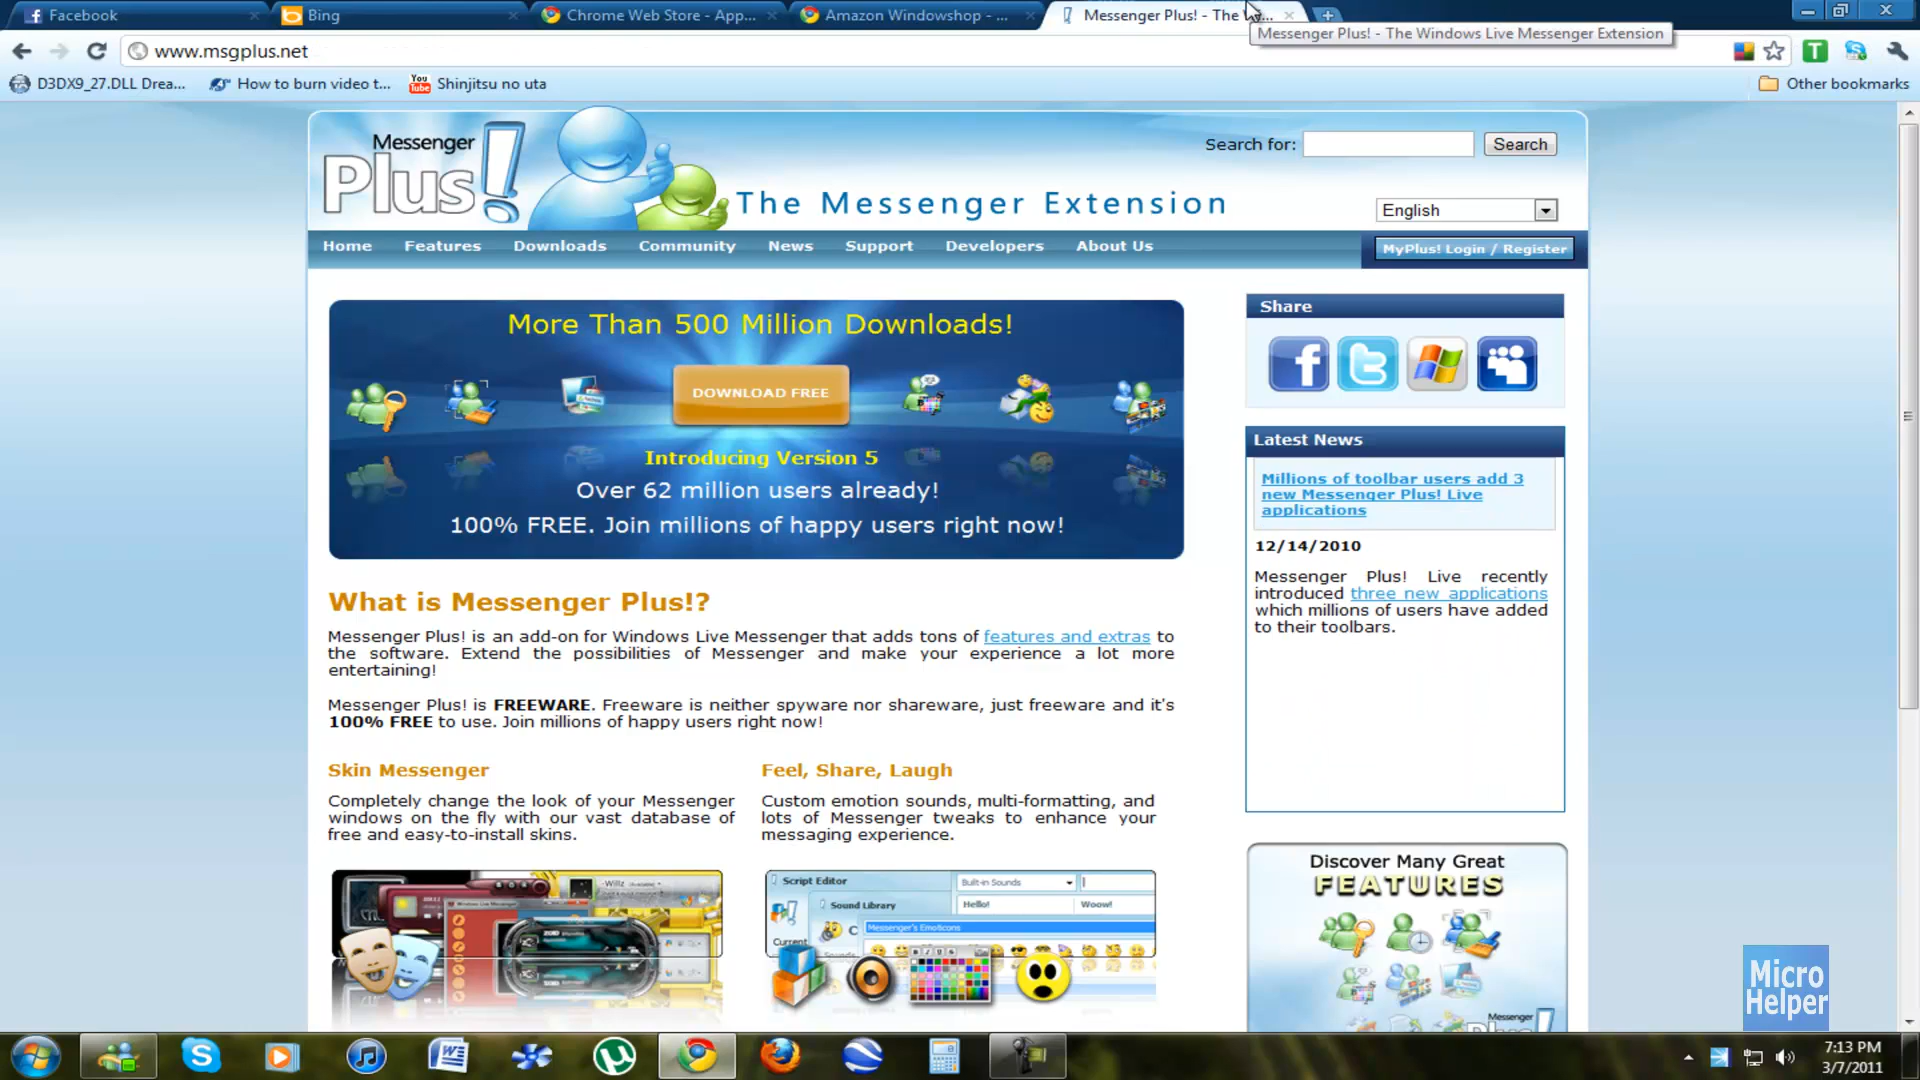 Facebook
Bing
Chrome Web Store - App...
Amazon Windowshop - ...
Messenger Plus! - The W...
Messenger Plus! - The Windows Live Messenger Extension
www.msgplus.net
D3DX9_27.DLL Drea...
How to burn video t...
You Tube
Shinjitsu no uta
Other bookmarks
Messenger
Plus!
The Messenger Extension
Search for:
Search
English
Home
Features
Downloads
Community
News
Support
Developers
About Us
MyPlus! Login / Register
More Than 500 Million Downloads!
DOWNLOAD FREE
Introducing Version 5
Over 62 million users already!
100% FREE. Join millions of happy users right now!
Share
Latest News
Millions of toolbar users add 3
new Messenger Plus! Live
applications
12/14/2010
Messenger Plus! Live recently
introduced three new applications
which millions of users have added
to their toolbars.
What is Messenger Plus!?
Messenger Plus! is an add-on for Windows Live Messenger that adds tons of features and extras to
the software. Extend the possibilities of Messenger and make your experience a lot more
entertaining!
Messenger Plus! is FREEWARE. Freeware is neither spyware nor shareware, just freeware and it's
100% FREE to use. Join millions of happy users right now!
Skin Messenger
Completely change the look of your Messenger
windows on the fly with our vast database of
free and easy-to-install skins.
Feel, Share, Laugh
Custom emotion sounds, multi-formatting, and
lots of Messenger tweaks to enhance your
messaging experience.
Script Editor
Built-in Sounds
Sound Library
Hello!
Woow!
Messenger's Emoticons
Current
Discover Many Great
FEATURES
Messenger
Plus!
Micro
Helper
7:13 PM
3/7/2011